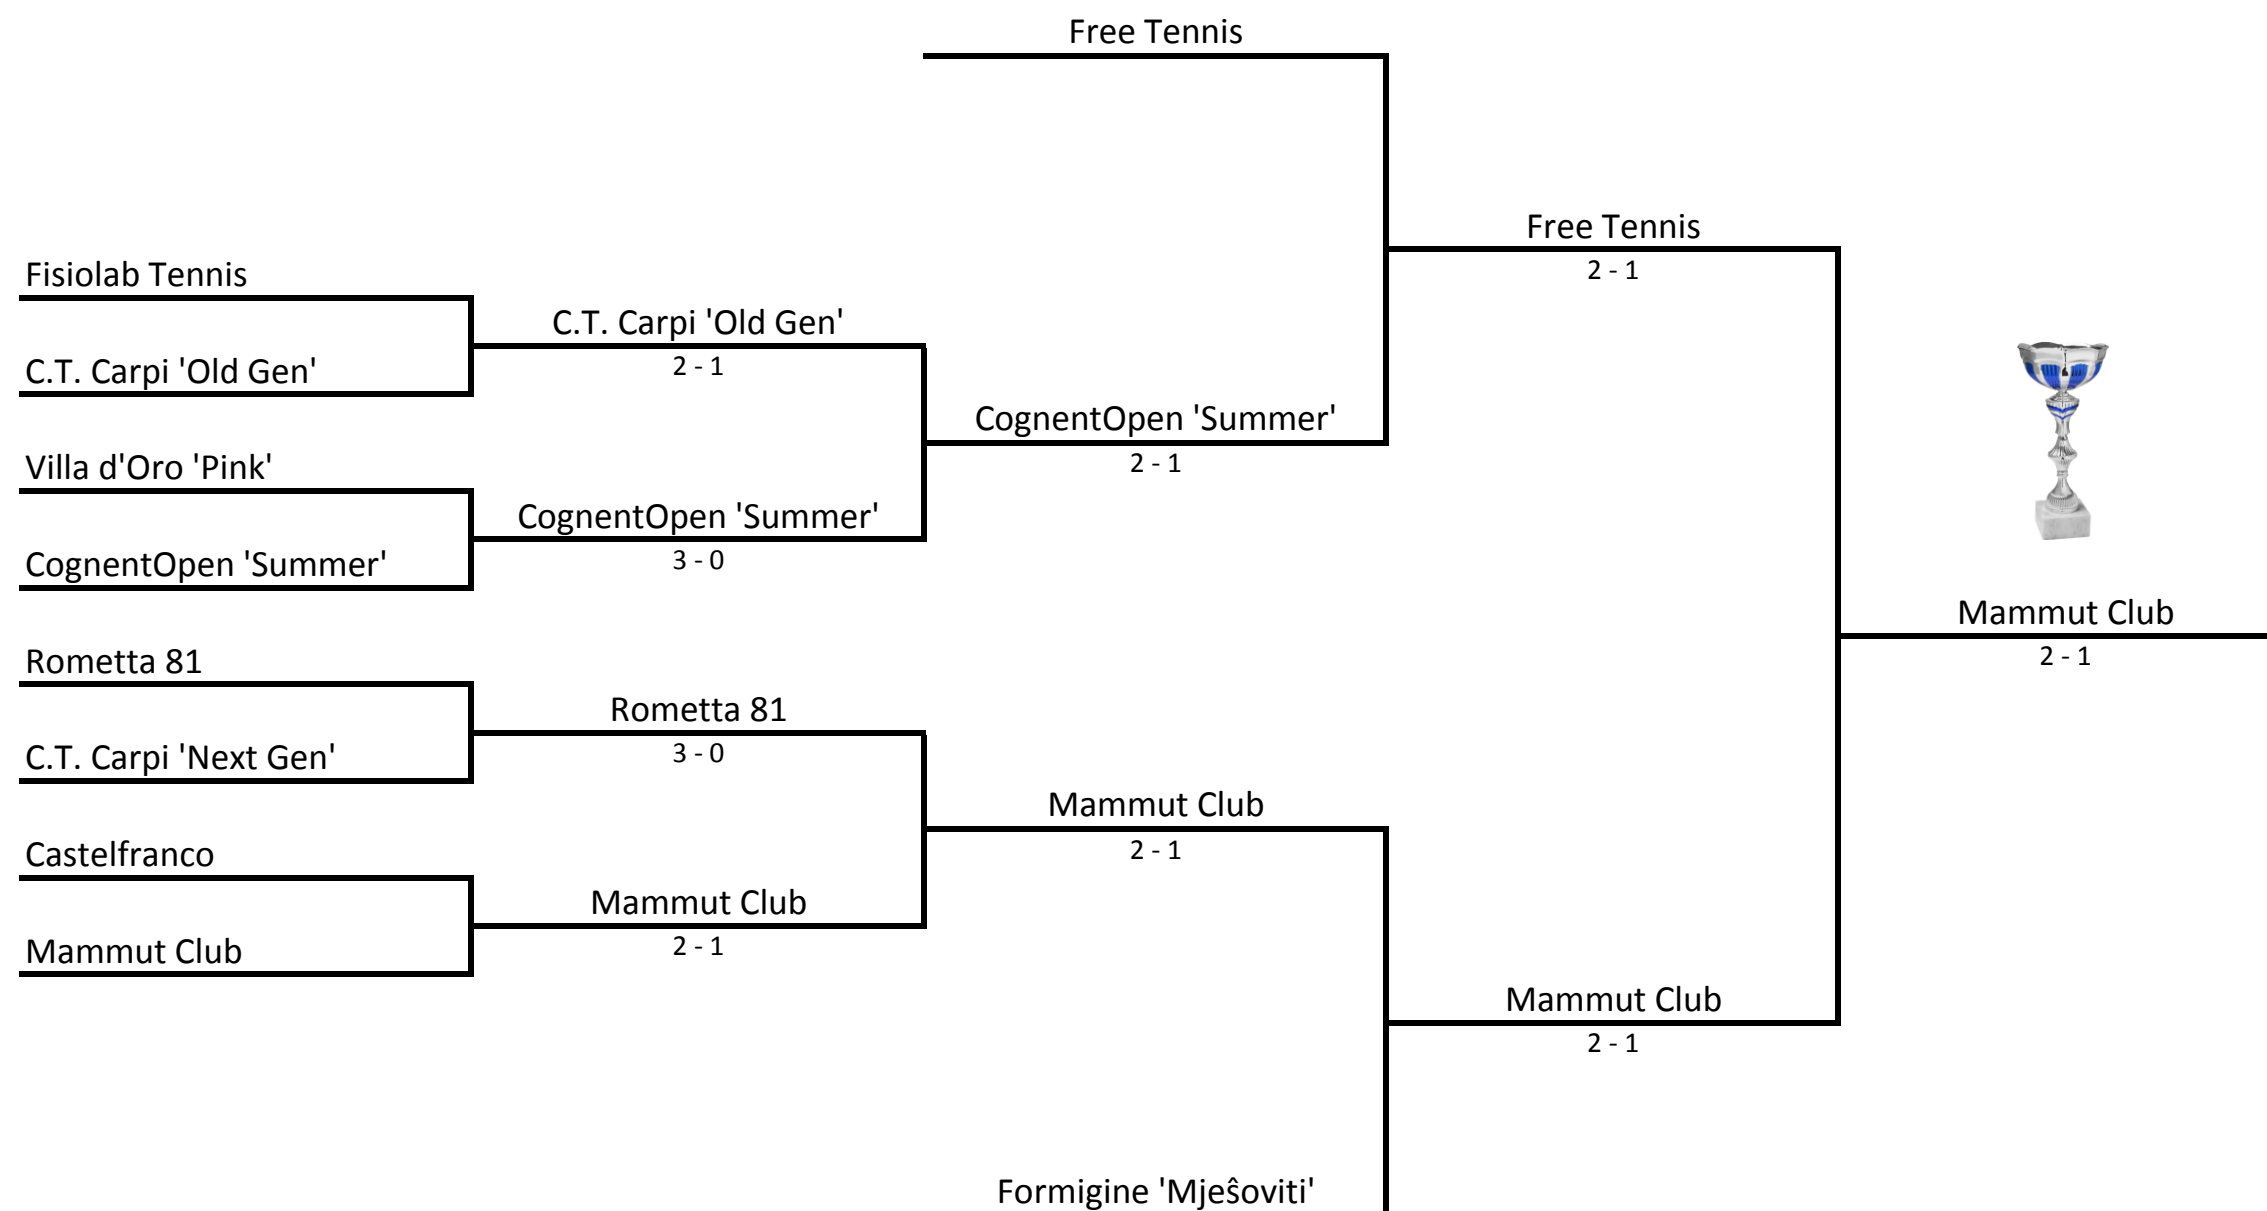 Free Tennis
Free Tennis
2 - 1
Fisiolab Tennis
C.T. Carpi 'Old Gen'
2 - 1
C.T. Carpi 'Old Gen'
CognentOpen 'Summer'
2 - 1
Villa d'Oro 'Pink'
CognentOpen 'Summer'
3 - 0
CognentOpen 'Summer'
Mammut Club
2 - 1
Rometta 81
Rometta 81
3 - 0
C.T. Carpi 'Next Gen'
Mammut Club
2 - 1
Castelfranco
Mammut Club
2 - 1
Mammut Club
Mammut Club
2 - 1
Formigine 'Mjeŝoviti'